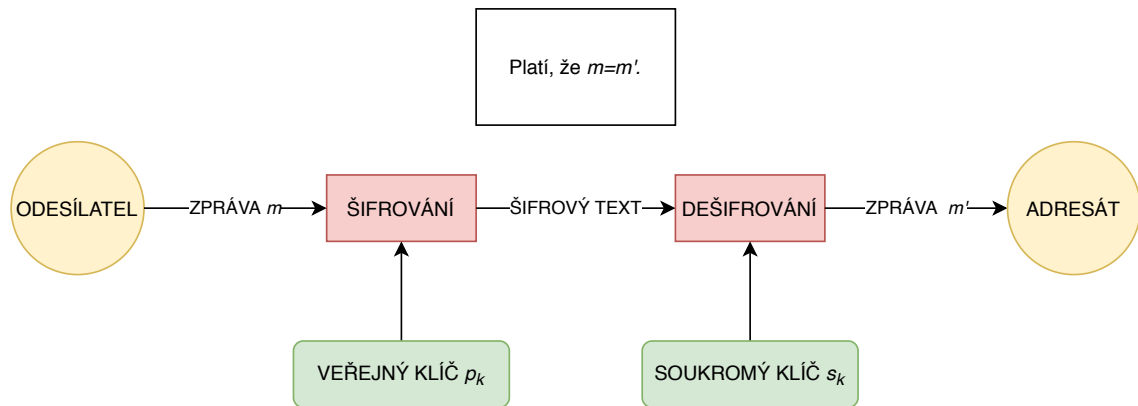 Platí, že m=m'.
ODESÍLATEL
ZPRÁVA m
ŠIFROVÁNÍ
ŠIFROVÝ TEXT
DEŠIFROVÁNÍ
ZPRÁVA m'
ADRESÁT
VEŘEJNÝ KLÍČ pk
SOUKROMÝ KLÍČ sk